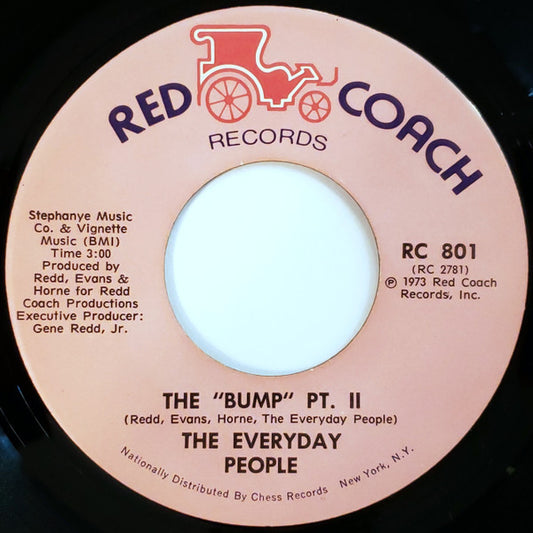 RED COACH
RECORDS
Stephanye Music
Co. & Vignette
Music (BMI)
Time 3:00
Produced by
Redd, Evans &
Horne for Redd
Coach Productions
Executive Producer:
Gene Redd, Jr.
RC 801
(RC 2781)
℗ 1973 Red Coach
Records, Inc.
THE "BUMP" PT. II
(Redd, Evans, Horne, The Everyday People)
THE EVERYDAY
PEOPLE
Nationally Distributed By Chess Records New York, N.Y.